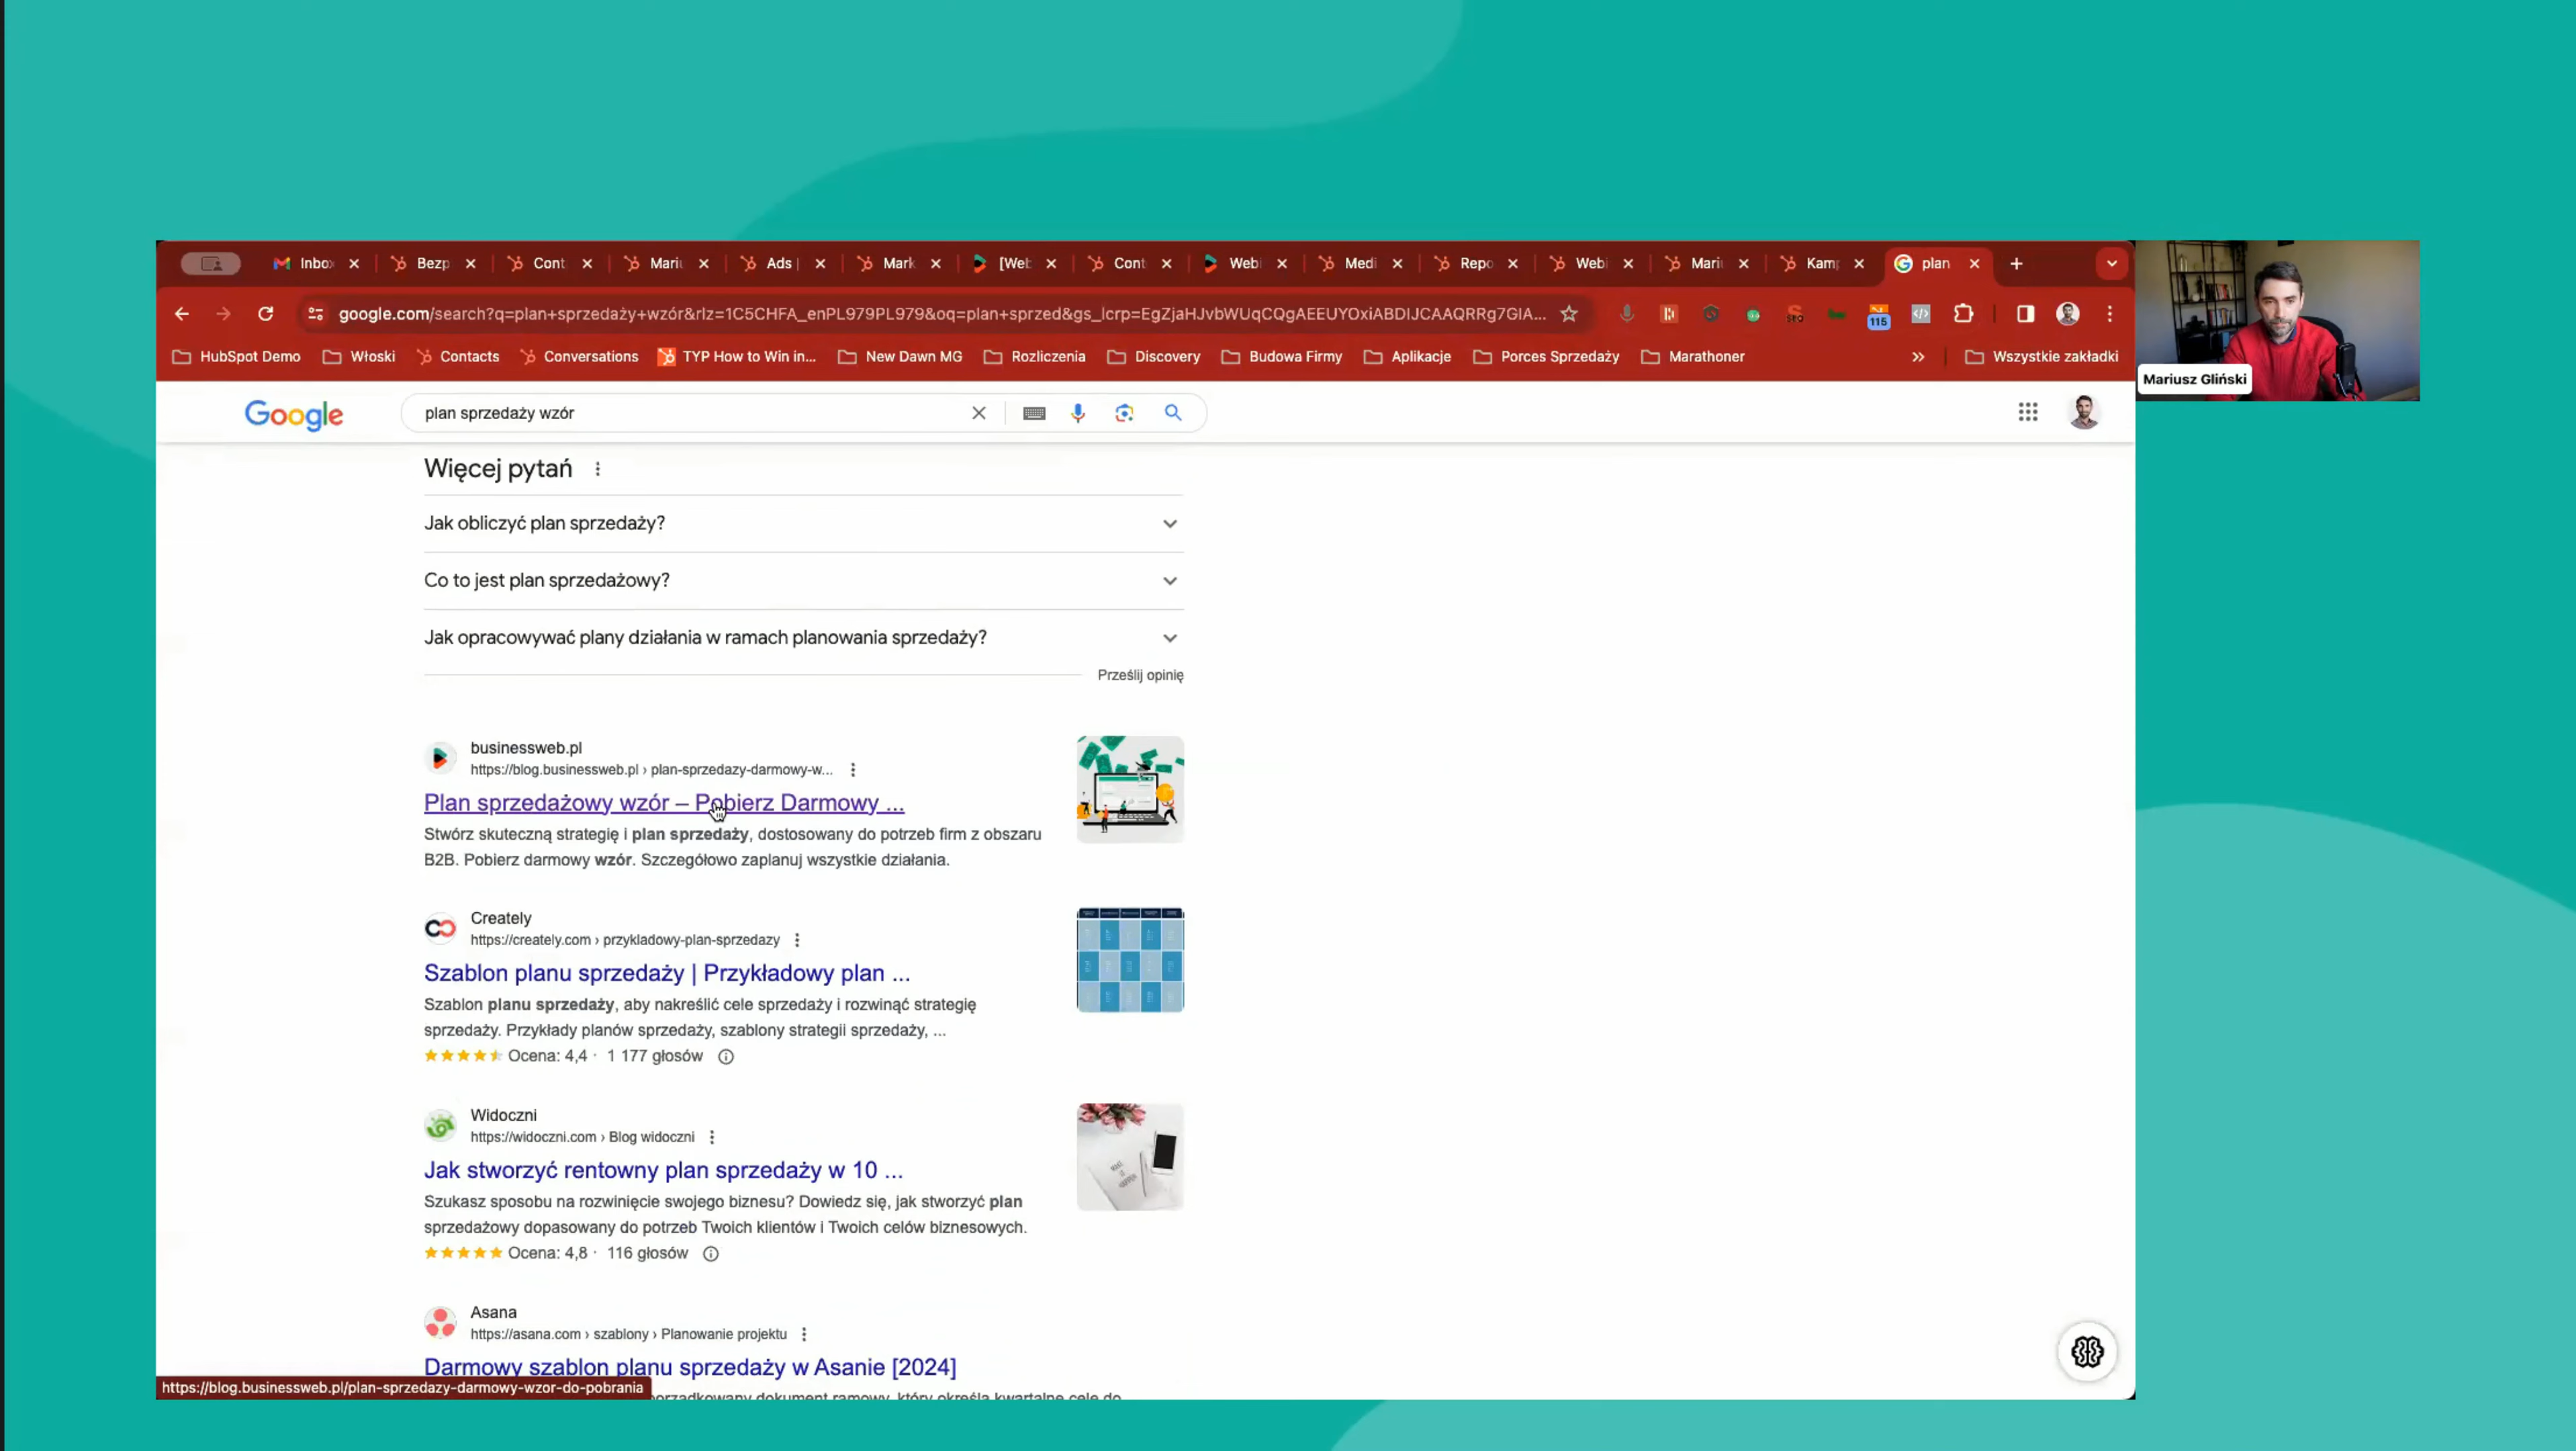 Inbo
Bezp
Cont
Mari
Ads |
Mark
[Web
Cont
Webi
Medi
Repo
Webi
Mari
Kam
plan
google.com/search?q=plan+sprzedaży+wzór&rlz=1C5CHFA_enPL979PL979&oq=plan+sprzed&gs_lcrp=EgZjaHJvbWUqCQgAEEUYOxiABDIJCAAQRRg7GIA...
115
HubSpot Demo
Włoski
Contacts
Conversations
TYP How to Win in...
New Dawn MG
Rozliczenia
Discovery
Budowa Firmy
Aplikacje
Porces Sprzedaży
Marathoner
Wszystkie zakładki
Mariusz Gliński
Google
plan sprzedaży wzór
Więcej pytań
Jak obliczyć plan sprzedaży?
Co to jest plan sprzedażowy?
Jak opracowywać plany działania w ramach planowania sprzedaży?
Prześlij opinię
businessweb.pl
https://blog.businessweb.pl › plan-sprzedazy-darmowy-w...
Plan sprzedażowy wzór – Pobierz Darmowy ...
Stwórz skuteczną strategię i plan sprzedaży, dostosowany do potrzeb firm z obszaru
B2B. Pobierz darmowy wzór. Szczegółowo zaplanuj wszystkie działania.
Creately
https://creately.com › przykladowy-plan-sprzedazy
Szablon planu sprzedaży | Przykładowy plan ...
Szablon planu sprzedaży, aby nakreślić cele sprzedaży i rozwinąć strategię
sprzedaży. Przykłady planów sprzedaży, szablony strategii sprzedaży, ...
Ocena: 4,4 · 1 177 głosów
Widoczni
https://widoczni.com › Blog widoczni
Jak stworzyć rentowny plan sprzedaży w 10 ...
Szukasz sposobu na rozwinięcie swojego biznesu? Dowiedz się, jak stworzyć plan
sprzedażowy dopasowany do potrzeb Twoich klientów i Twoich celów biznesowych.
Ocena: 4,8 · 116 głosów
Asana
https://asana.com › szablony › Planowanie projektu
Darmowy szablon planu sprzedaży w Asanie [2024]
https://blog.businessweb.pl/plan-sprzedazy-darmowy-wzor-do-pobrania
dokument ramowy, który określa kwartalne cele do